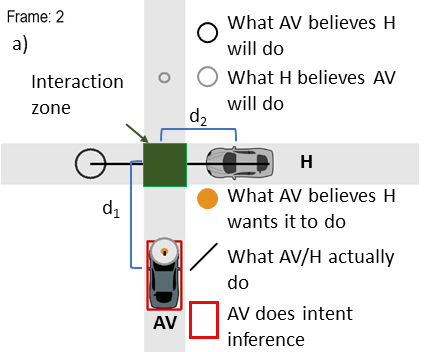 Frame: 2
a)
What AV believes H
will do
What H believes AV
will do
Interaction
zone
d2
H
What AV believes H
wants it to do
d1
What AV/H actually
do
AV
AV does intent
inference